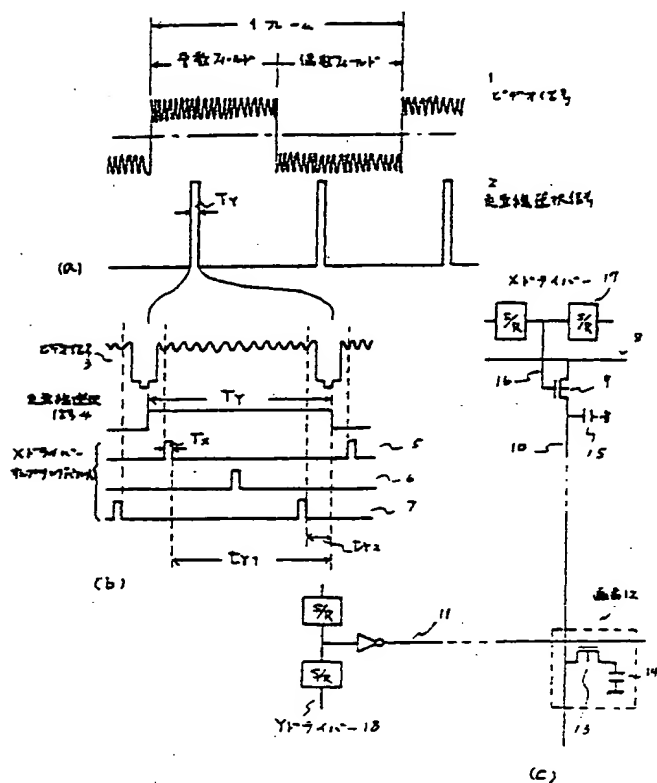 1フレーム
奇数フィールド
偶数フィールド
1
ビデオ信号
TY
2
走査線選択信号
(a)
Xドライバー
17
S/R
S/R
8
ビデオ信号
3
16
9
走査線選択
信号4
TY
10
15
TX
5
Xドライバー
サンプリングパルス
6
7
tY2
tY1
(b)
画素12
S/R
11
S/R
14
13
Yドライバー18
(c)